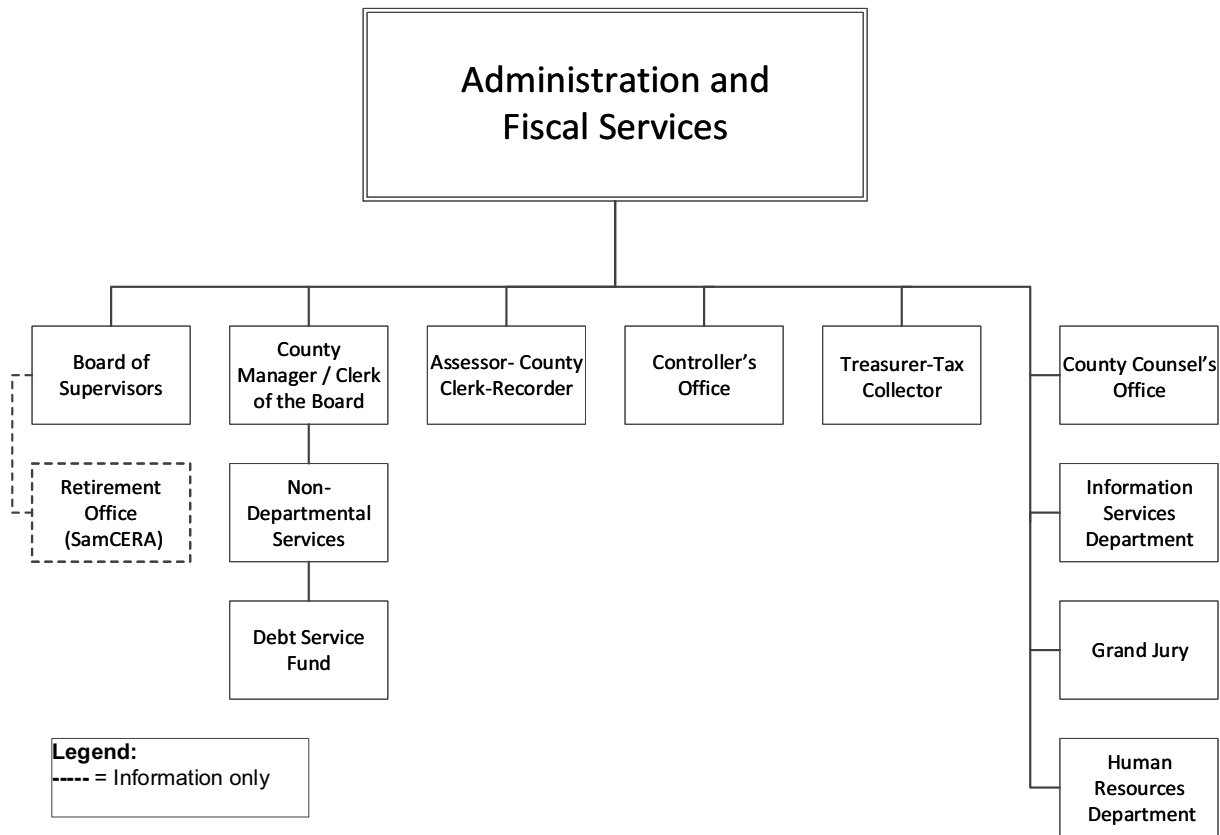 Administration and
Fiscal Services
Board of
Supervisors
County
Manager / Clerk
of the Board
Assessor- County
Clerk-Recorder
Controller's
Office
Treasurer-Tax
Collector
County Counsel's
Office
Retirement
Office
(SamCERA)
Non-
Departmental
Services
Information
Services
Department
Debt Service
Fund
Grand Jury
Legend:
----- = Information only
Human
Resources
Department